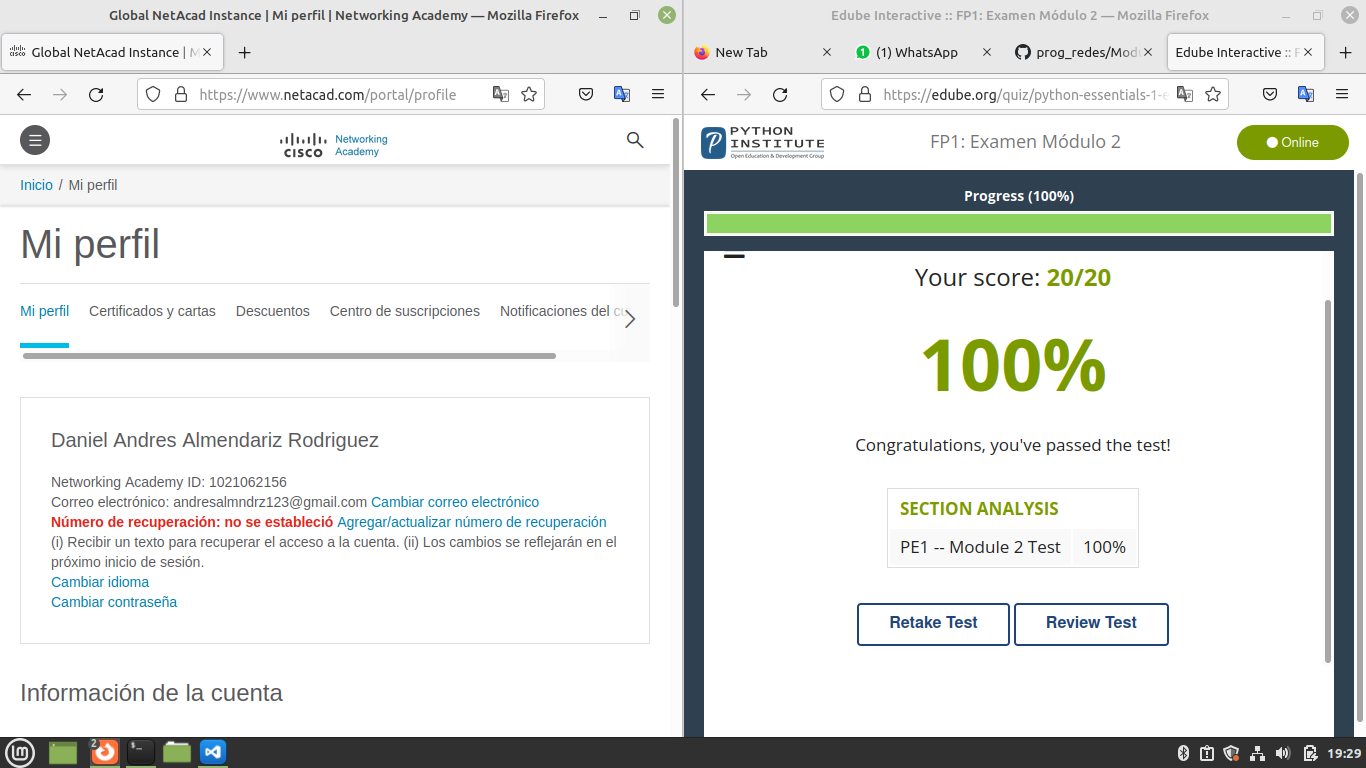 Global NetAcad Instance | Mi perfil | Networking Academy — Mozilla Firefox
Global NetAcad Instance | M
https://www.netacad.com/portal/profile
CISCO Networking Academy
Inicio / Mi perfil
Mi perfil
Mi perfil Certificados y cartas Descuentos Centro de suscripciones Notificaciones del cu
Daniel Andres Almendariz Rodriguez
Networking Academy ID: 1021062156
Correo electrónico: andresalmndrz123@gmail.com Cambiar correo electrónico
Número de recuperación: no se estableció Agregar/actualizar número de recuperación
(i) Recibir un texto para recuperar el acceso a la cuenta. (ii) Los cambios se reflejarán en el
próximo inicio de sesión.
Cambiar idioma
Cambiar contraseña
Información de la cuenta
Edube Interactive :: FP1: Examen Módulo 2 — Mozilla Firefox
New Tab (1) WhatsApp prog_redes/Modu Edube Interactive :: F
https://edube.org/quiz/python-essentials-1-e
PYTHON
INSTITUTE
Open Education & Development Group
FP1: Examen Módulo 2
Online
Progress (100%)
Your score: 20/20
100%
Congratulations, you've passed the test!
SECTION ANALYSIS
PE1 -- Module 2 Test 100%
Retake Test Review Test
2
19:29